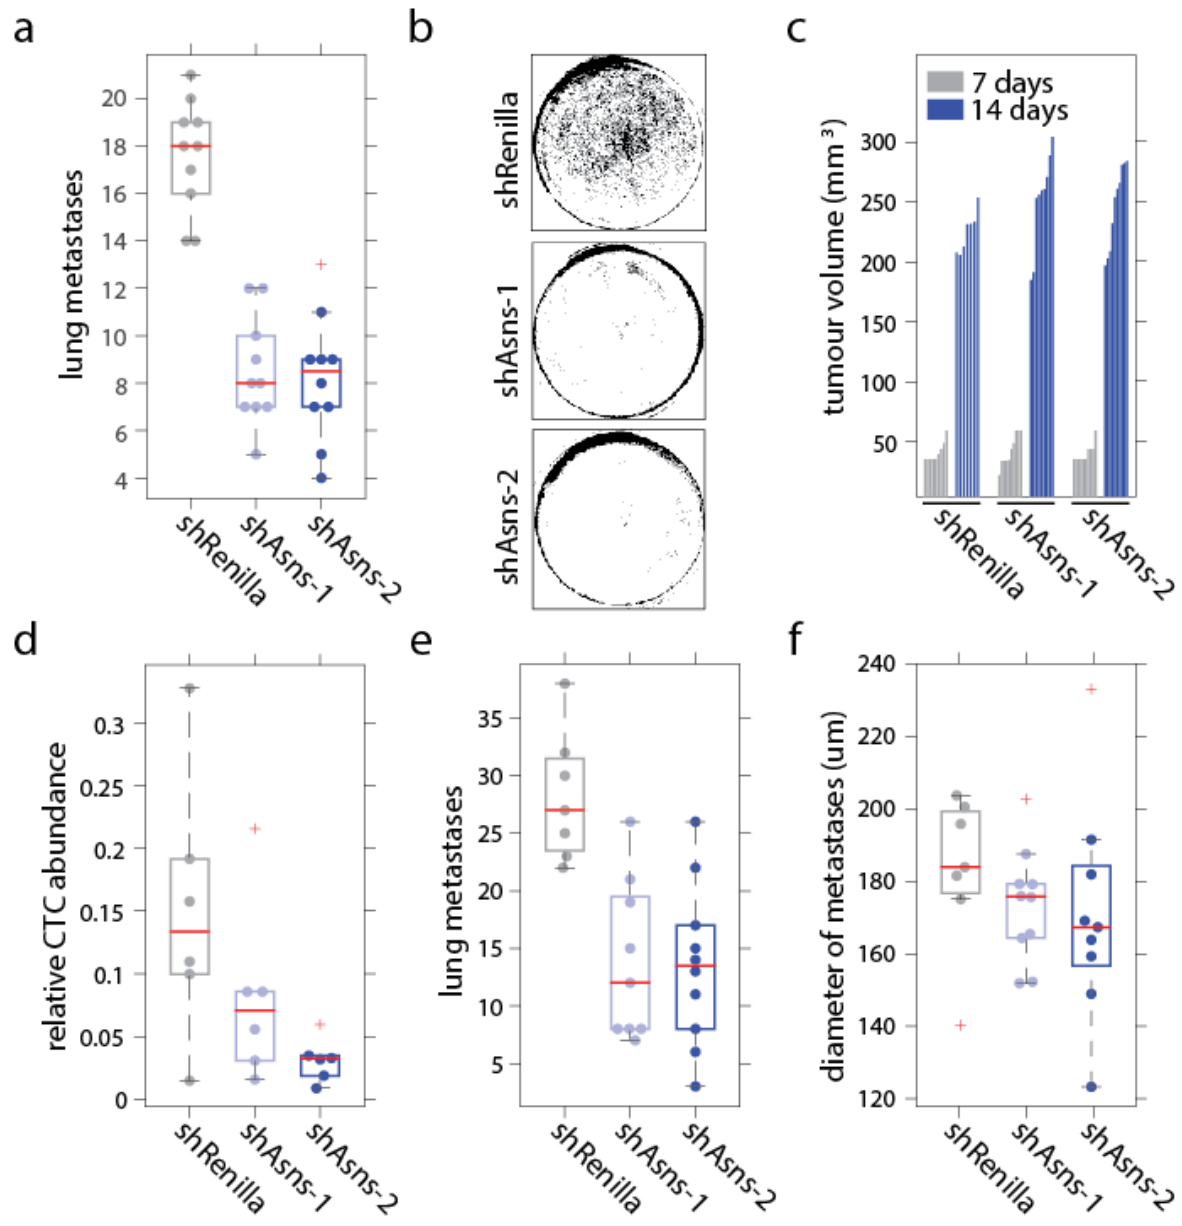 a
lung metastases
20
18
16
14
12
10
8
6
4
shRenilla
shAsns-1
shAsns-2
b
shRenilla
shAsns-1
shAsns-2
c
7 days
14 days
tumour volume (mm³)
300
250
200
150
100
50
shRenilla
shAsns-1
shAsns-2
d
relative CTC abundance
0.3
0.25
0.2
0.15
0.1
0.05
0
shRenilla
shAsns-1
shAsns-2
e
lung metastases
35
30
25
20
15
10
5
shRenilla
shAsns-1
shAsns-2
f
diameter of metastases (um)
240
220
200
180
160
140
120
shRenilla
shAsns-1
shAsns-2